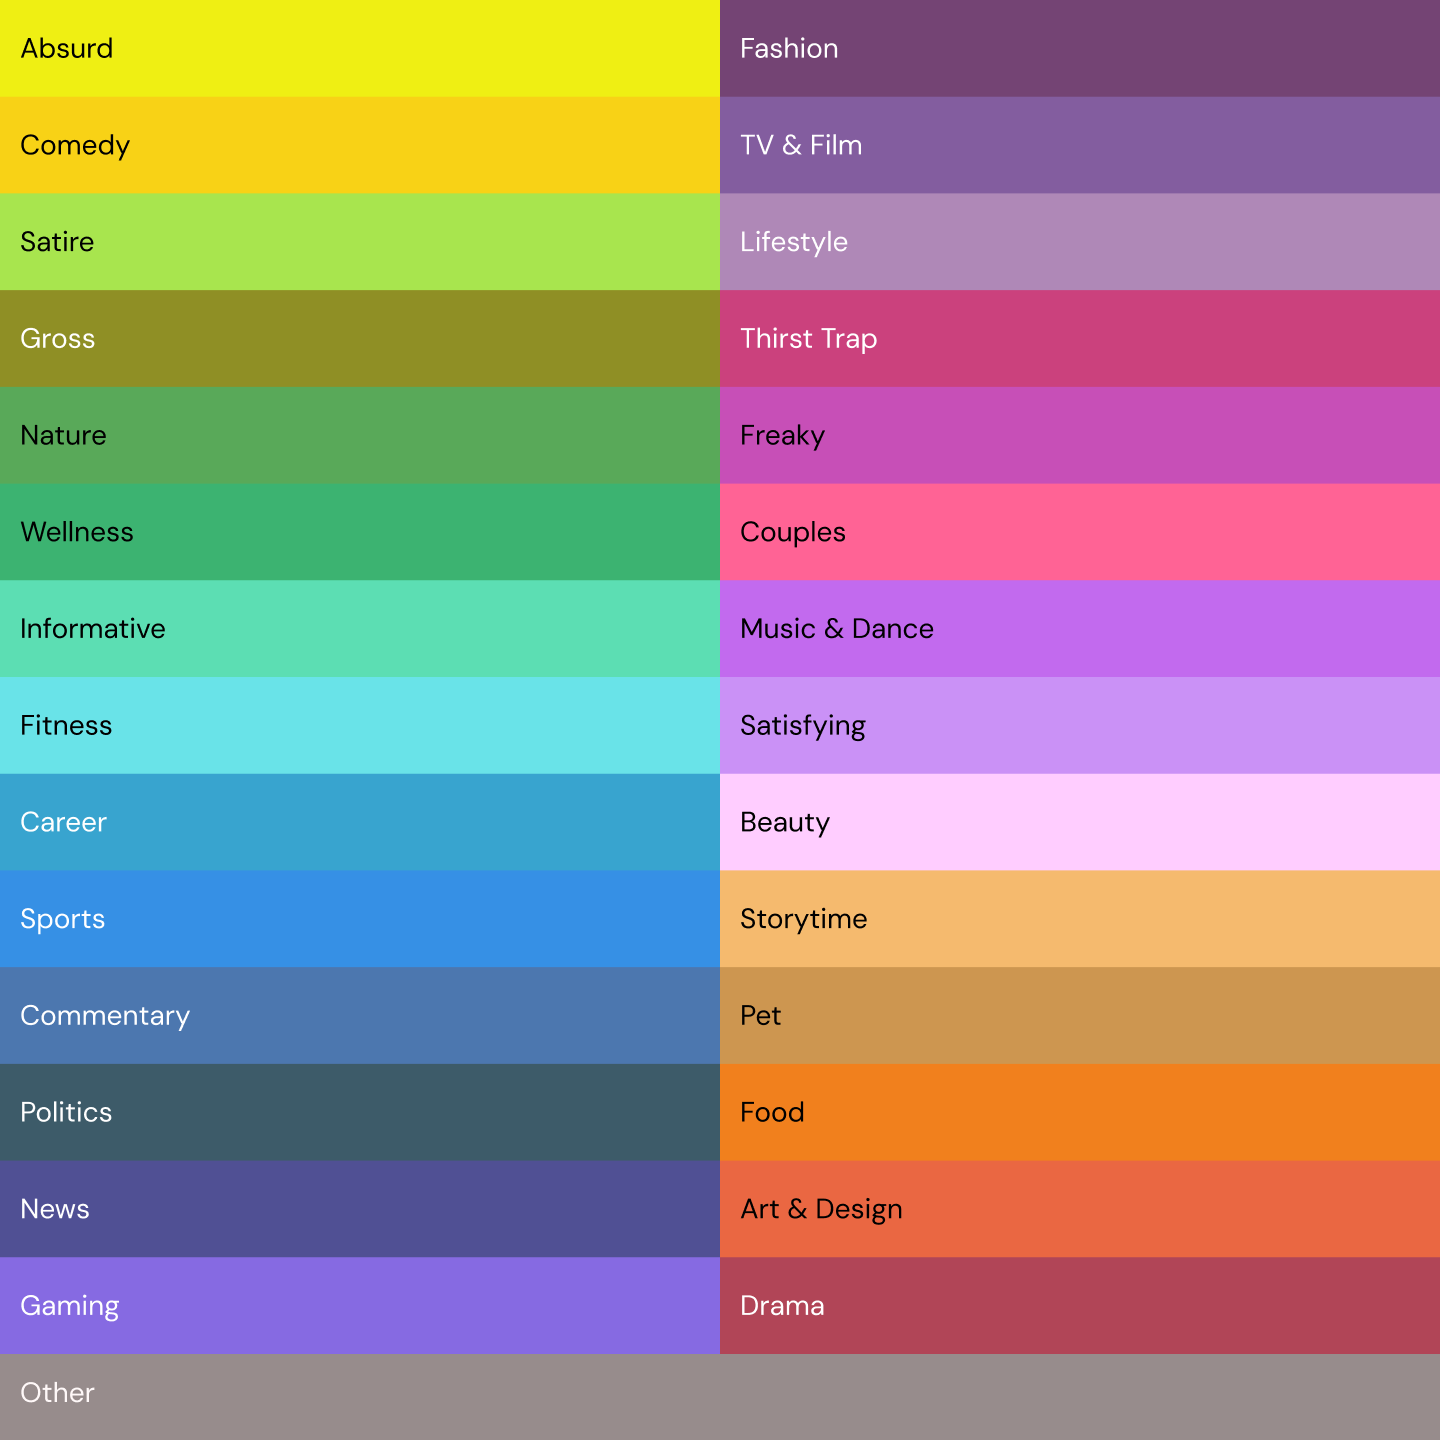 Absurd
Comedy
Satire
Gross
Nature
Wellness
Informative
Fitness
Career
Sports
Commentary
Politics
News
Gaming
Other
Fashion
TV & Film
Lifestyle
Thirst Trap
Freaky
Couples
Music & Dance
Satisfying
Beauty
Storytime
Pet
Food
Art & Design
Drama